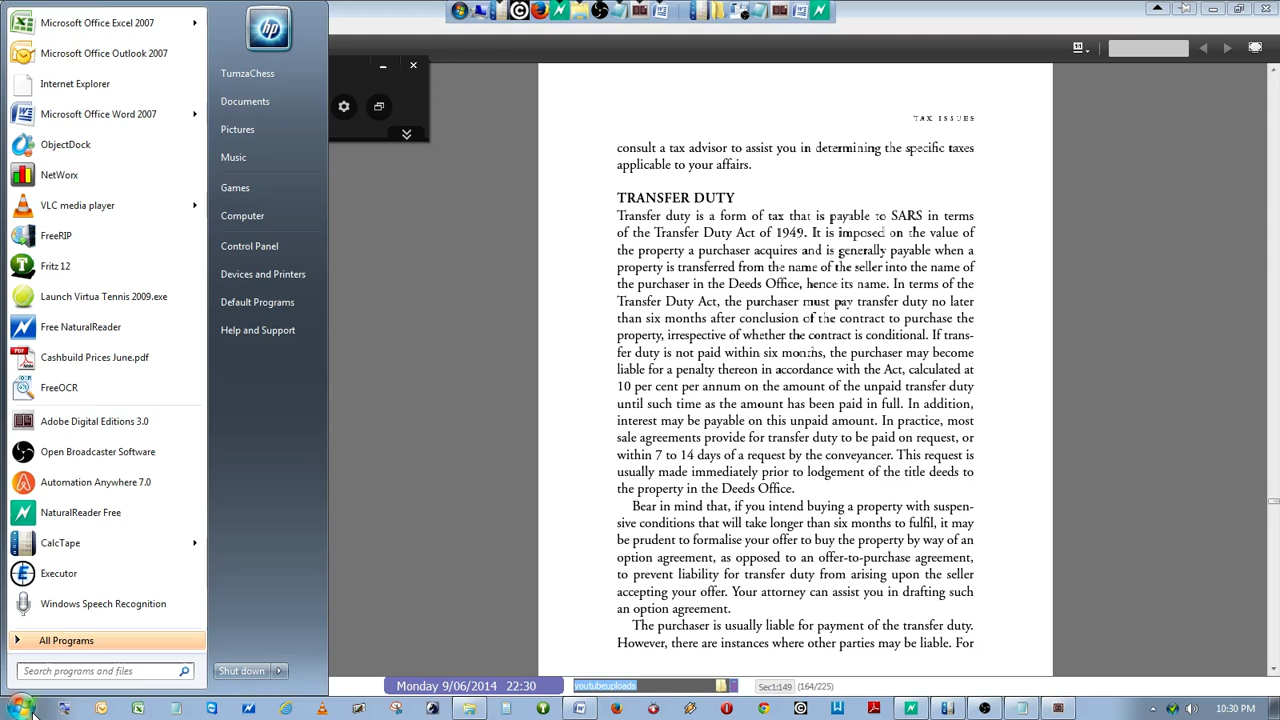 Microsoft Office Excel 2007
Microsoft Office Outlook 2007
Internet Explorer
Microsoft Office Word 2007
ObjectDock
NetWorx
VLC media player
FreeRIP
Fritz 12
Launch Virtua Tennis 2009.exe
Free NaturalReader
Cashbuild Prices June.pdf
FreeOCR
Adobe Digital Editions 3.0
Open Broadcaster Software
Automation Anywhere 7.0
NaturalReader Free
CalcTape
Executor
Windows Speech Recognition
All Programs
Search programs and files
hp
TumzaChess
Documents
Pictures
Music
Games
Computer
Control Panel
Devices and Printers
Default Programs
Help and Support
Shut down
TAX ISSUES
consult a tax advisor to assist you in determining the specific taxes
applicable to your affairs.
TRANSFER DUTY
Transfer duty is a form of tax that is payable to SARS in terms
of the Transfer Duty Act of 1949. It is imposed on the value of
the property a purchaser acquires and is generally payable when a
property is transferred from the name of the seller into the name of
the purchaser in the Deeds Office, hence its name. In terms of the
Transfer Duty Act, the purchaser must pay transfer duty no later
than six months after conclusion of the contract to purchase the
property, irrespective of whether the contract is conditional. If trans-
fer duty is not paid within six months, the purchaser may become
liable for a penalty thereon in accordance with the Act, calculated at
10 per cent per annum on the amount of the unpaid transfer duty
until such time as the amount has been paid in full. In addition,
interest may be payable on this unpaid amount. In practice, most
sale agreements provide for transfer duty to be paid on request, or
within 7 to 14 days of a request by the conveyancer. This request is
usually made immediately prior to lodgement of the title deeds to
the property in the Deeds Office.
Bear in mind that, if you intend buying a property with suspen-
sive conditions that will take longer than six months to fulfil, it may
be prudent to formalise your offer to buy the property by way of an
option agreement, as opposed to an offer-to-purchase agreement,
to prevent liability for transfer duty from arising upon the seller
accepting your offer. Your attorney can assist you in drafting such
an option agreement.
The purchaser is usually liable for payment of the transfer duty.
However, there are instances where other parties may be liable. For
Monday 9/06/2014 22:30
youtubeuploads
Sec1:149
(164/225)
10:30 PM